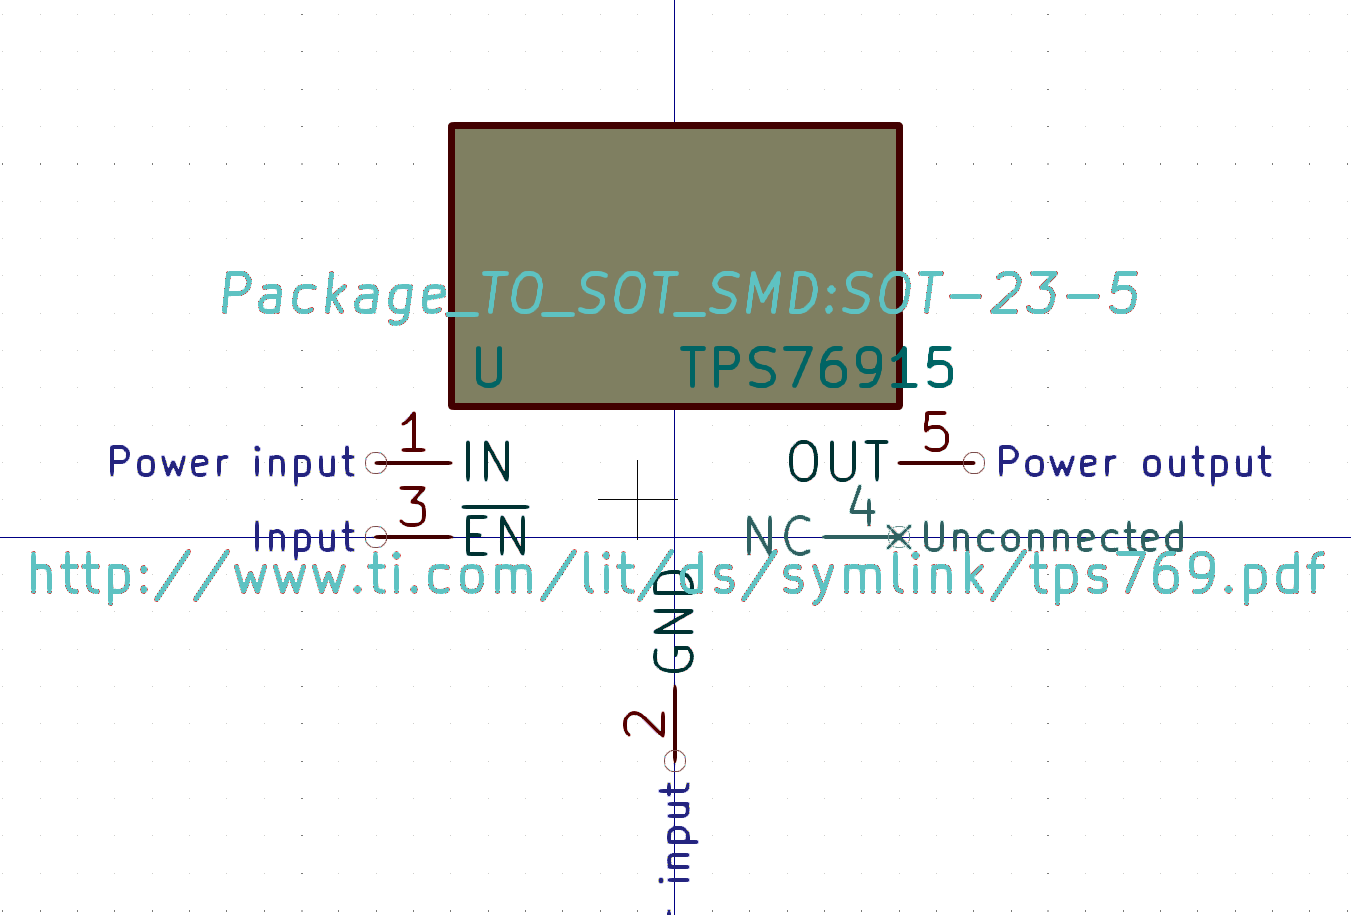 Package_TO_SOT_SMD:SOT-23-5
U TPS76915
Power input 1 IN OUT 5 Power output
Input 3 EN NC 4 Unconnected
http://www.ti.com/lit/ds/symlink/tps769.pdf
GND
2
input